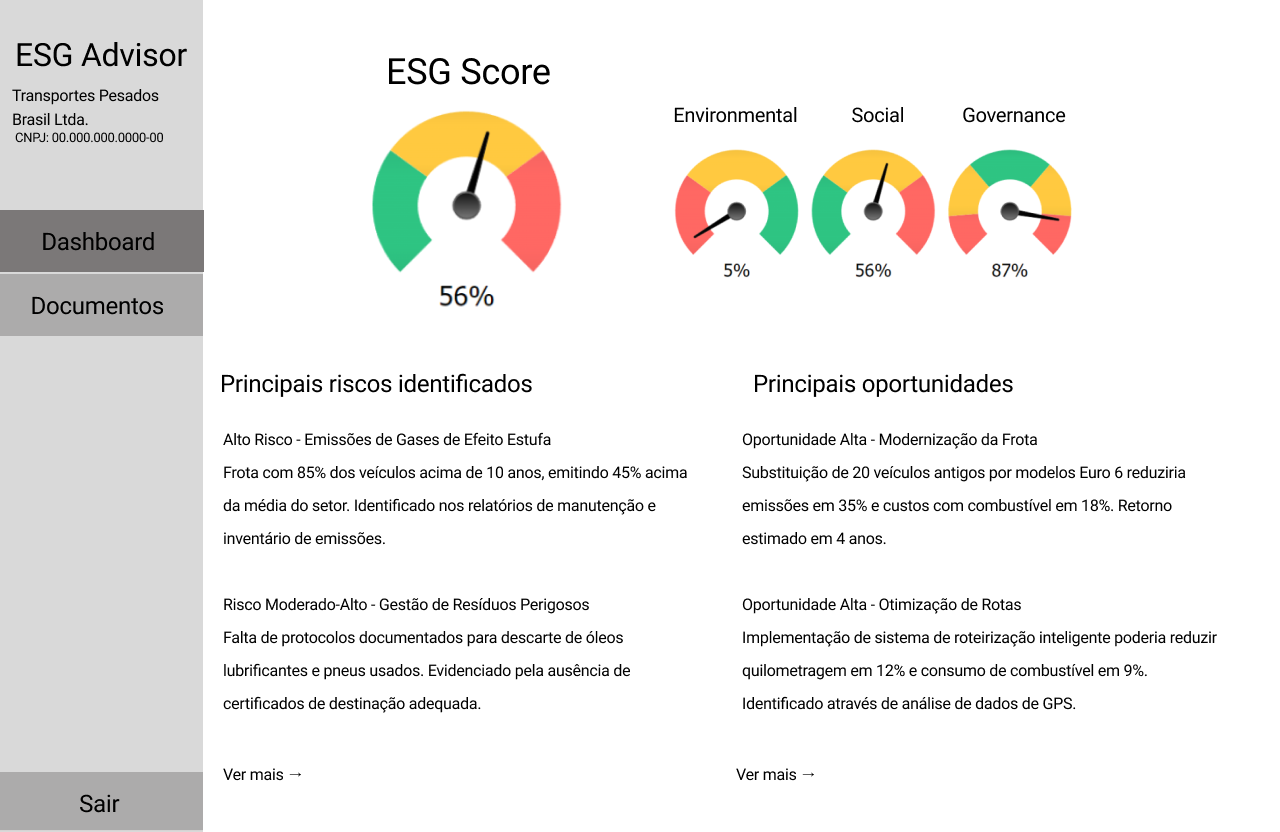 ESG Advisor
Transportes Pesados
Brasil Ltda.
CNPJ: 00.000.000.0000-00
Dashboard
Documentos
Sair
ESG Score
56%
Environmental
Social
Governance
5%
56%
87%
Principais riscos identificados
Alto Risco - Emissões de Gases de Efeito Estufa
Frota com 85% dos veículos acima de 10 anos, emitindo 45% acima
da média do setor. Identificado nos relatórios de manutenção e
inventário de emissões.
Risco Moderado-Alto - Gestão de Resíduos Perigosos
Falta de protocolos documentados para descarte de óleos
lubrificantes e pneus usados. Evidenciado pela ausência de
certificados de destinação adequada.
Ver mais →
Principais oportunidades
Oportunidade Alta - Modernização da Frota
Substituição de 20 veículos antigos por modelos Euro 6 reduziria
emissões em 35% e custos com combustível em 18%. Retorno
estimado em 4 anos.
Oportunidade Alta - Otimização de Rotas
Implementação de sistema de roteirização inteligente poderia reduzir
quilometragem em 12% e consumo de combustível em 9%.
Identificado através de análise de dados de GPS.
Ver mais →